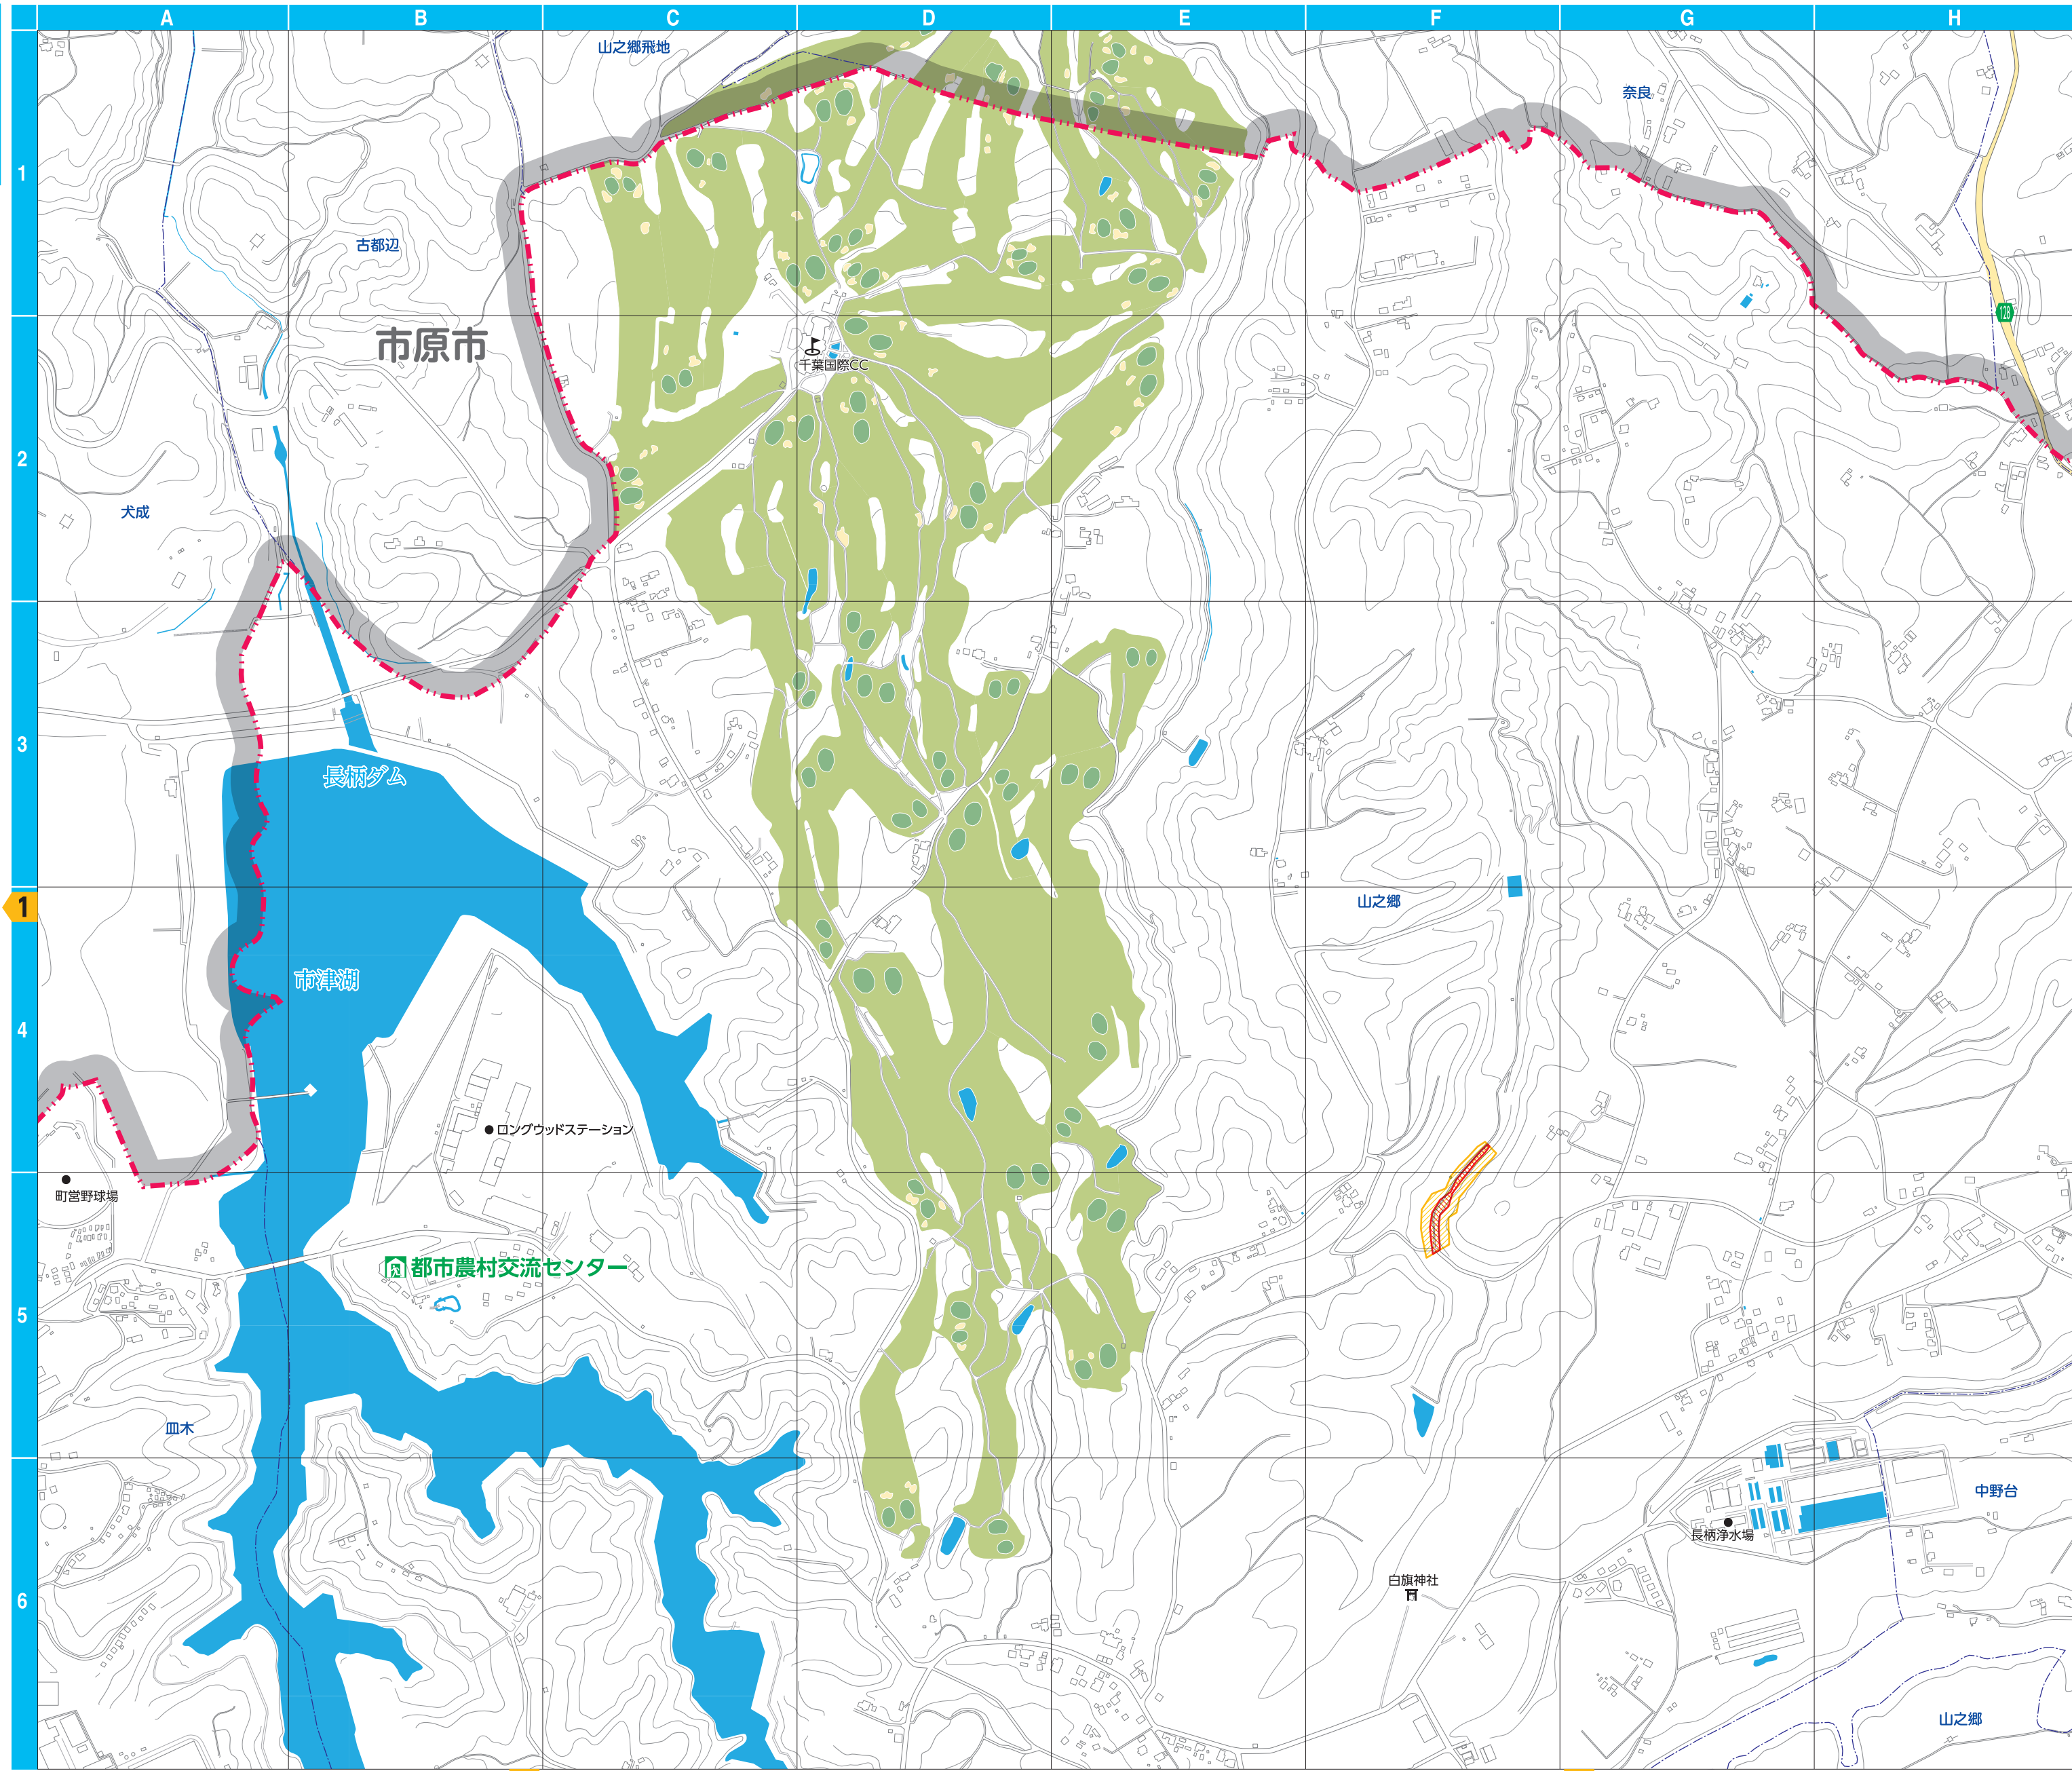 A B C D E F G H
山之郷飛地
奈良
1
古都辺
128
市原市
千葉国際CC
2
犬成
3
長柄ダム
1
山之郷
市津湖
4
ロングウッドステーション
町営野球場
都市農村交流センター
5
皿木
中野台
長柄浄水場
白旗神社
6
山之郷